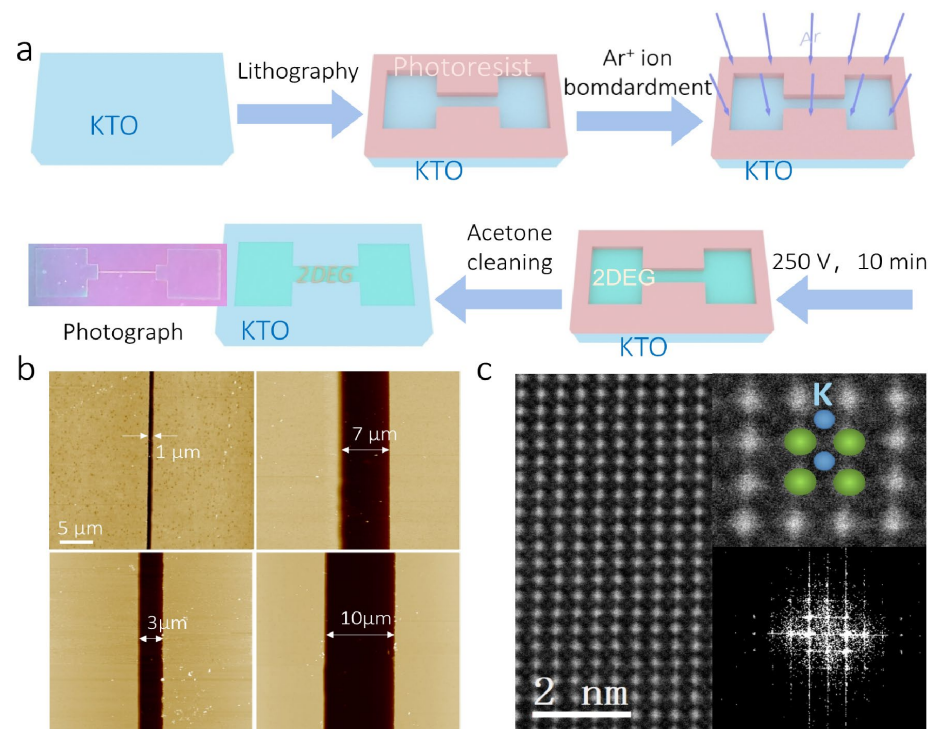 a
KTO
Lithography
Photoresist
KTO
Ar⁺ ion
bomdardment
Ar
KTO
Photograph
KTO
2DEG
Acetone
cleaning
2DEG
KTO
250 V, 10 min
b
1 μm
5 μm
7 μm
3μm
10μm
c
K
2 nm